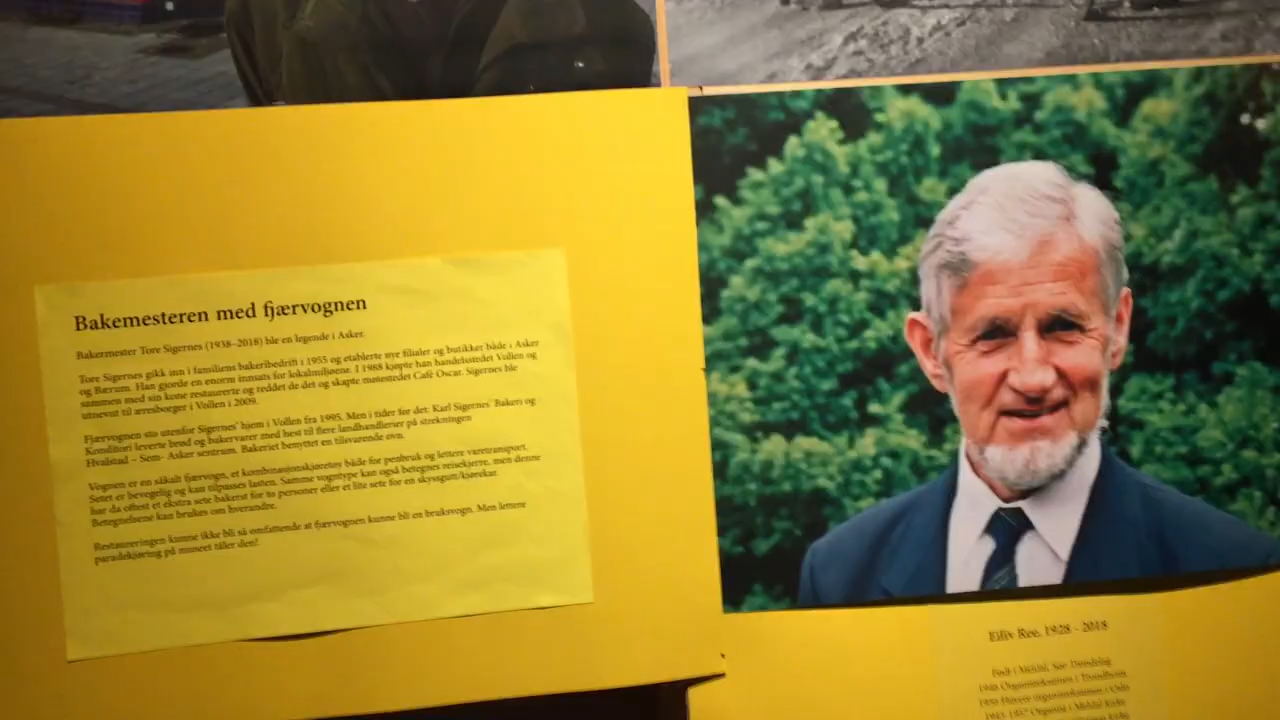 Bakemesteren med fjærvognen
Bakermester Tore Sigernes (1938–2018) ble en legende i Asker.
Tore Sigernes gikk inn i familiens bakeribedrift i 1955 og etablerte nye filialer og butikker både i Asker
og Bærum. Han gjorde en enorm innsats for lokalmiljøene. I 1988 kjøpte han handelsstedet Vollen og
sammen med sin kone restaurerte og reddet de det og skapte møtestedet Café Oscar. Sigernes ble
utnevnt til æresborger i Vollen i 2009.
Fjærvognen sto utenfor Sigernes' hjem i Vollen fra 1995. Men i tider før det: Karl Sigernes' Bakeri og
Konditori leverte brød og bakervarer med hest til flere landhandlerier på strekningen
Hvalstad – Sem- Asker sentrum. Bakeriet benyttet en tilsvarende ovn.
Vognen er en såkalt fjærvogn, et kombinasjonskjøretøy både for penbruk og lettere varetransport.
Setet er bevegelig og kan tilpasses lasten. Samme vogntype kan også betegnes reisekjerre, men denne
har da oftest et ekstra sete bakerst for to personer eller et lite sete for en skyssgutt/kjørekar.
Betegnelsene kan brukes om hverandre.
Restaureringen kunne ikke bli så omfattende at fjærvognen kunne bli en bruksvogn. Men lettere
paradekjøring på museet tåler den!
Eiliv Ree. 1928 - 2018
Født i Meldal, Sør Trøndelag